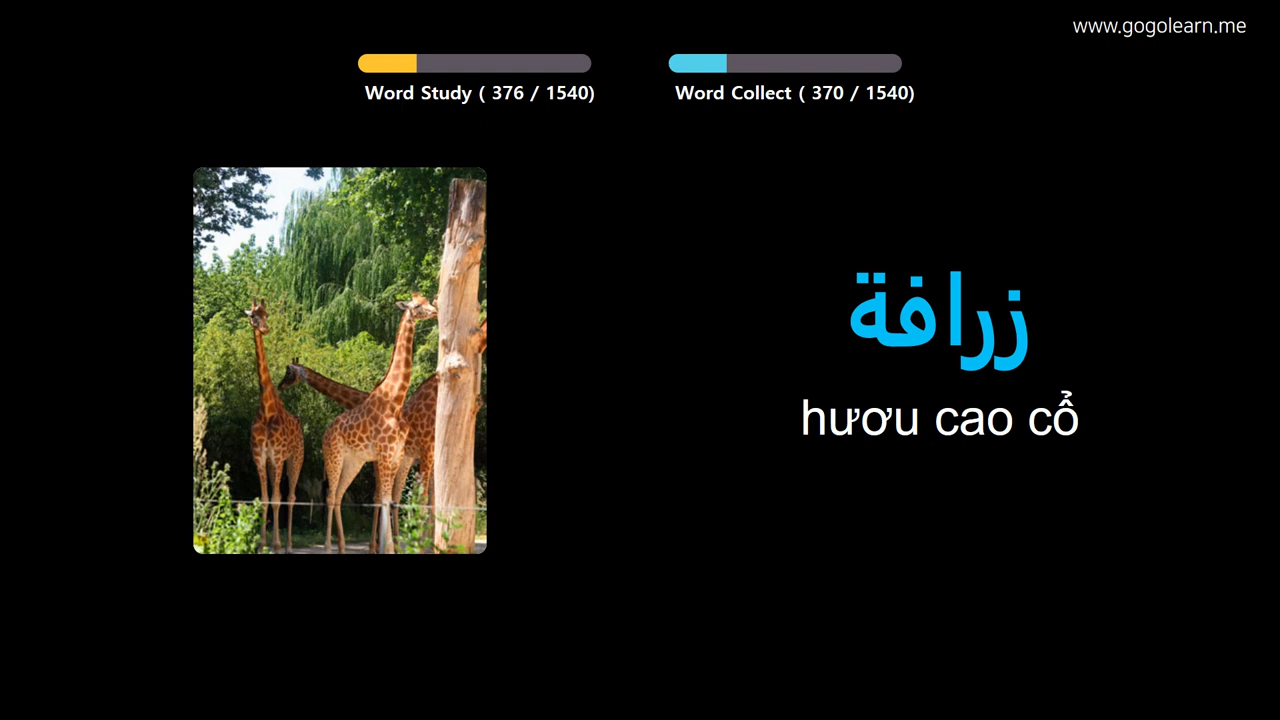 www.gogolearn.me
Word Study ( 376 / 1540)
Word Collect ( 370 / 1540)
زرافة
hươu cao cổ